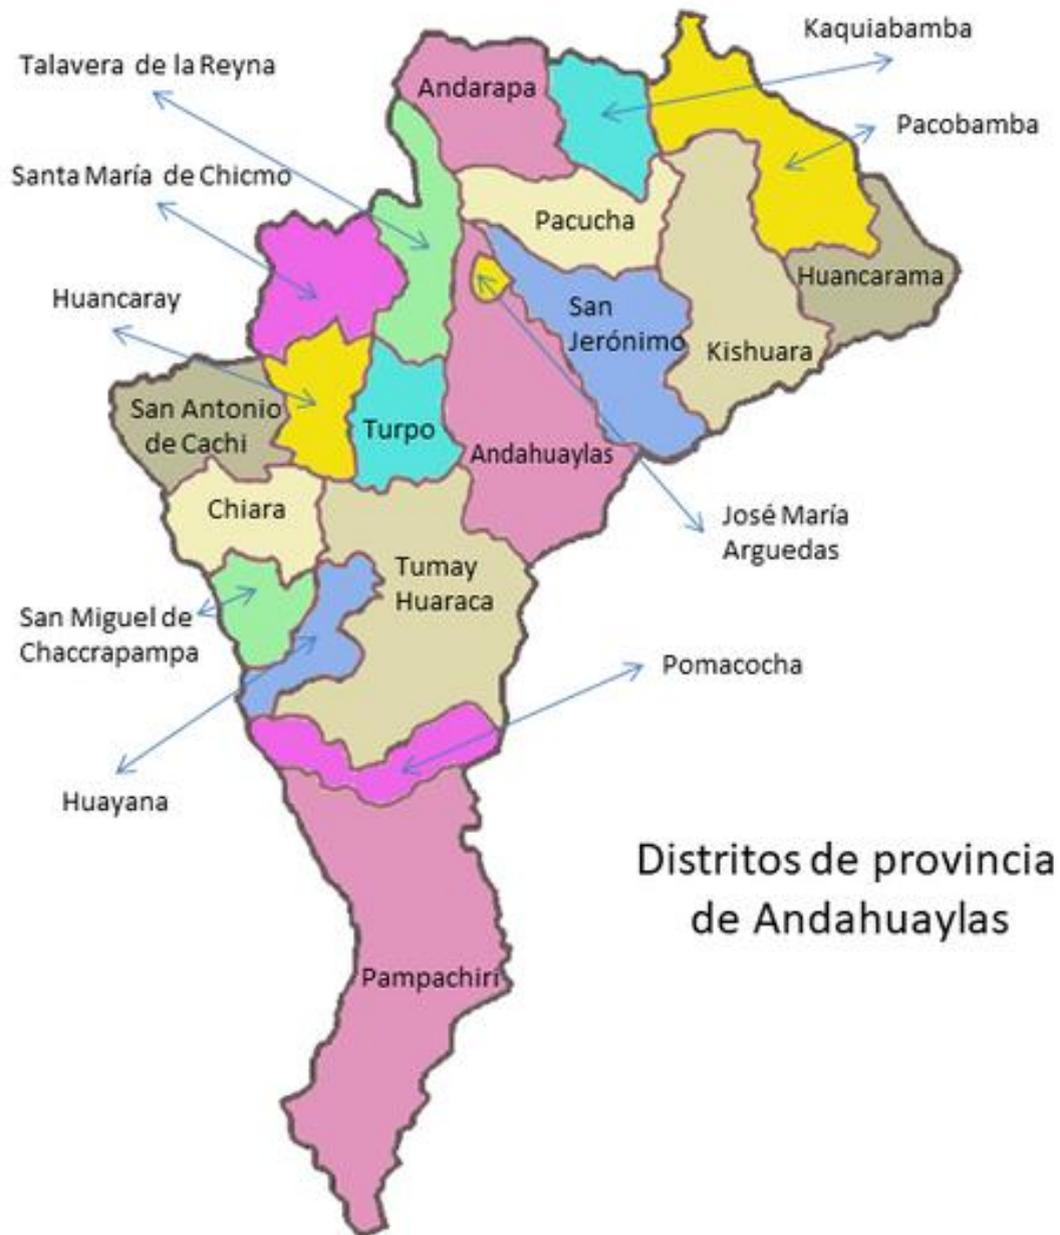 Kaquiabamba
Talavera de la Reyna
Andarapa
Pacobamba
Santa María de Chicmo
Pacucha
Huancarama
Huancaray
San
Jerónimo
Kishuara
San Antonio
de Cachi
Turpo
Andahuaylas
Chiara
José María
Arguedas
Tumay
Huaraca
San Miguel de
Chaccrapampa
Pomacocha
Huayana
Distritos de provincia
de Andahuaylas
Pampachiri